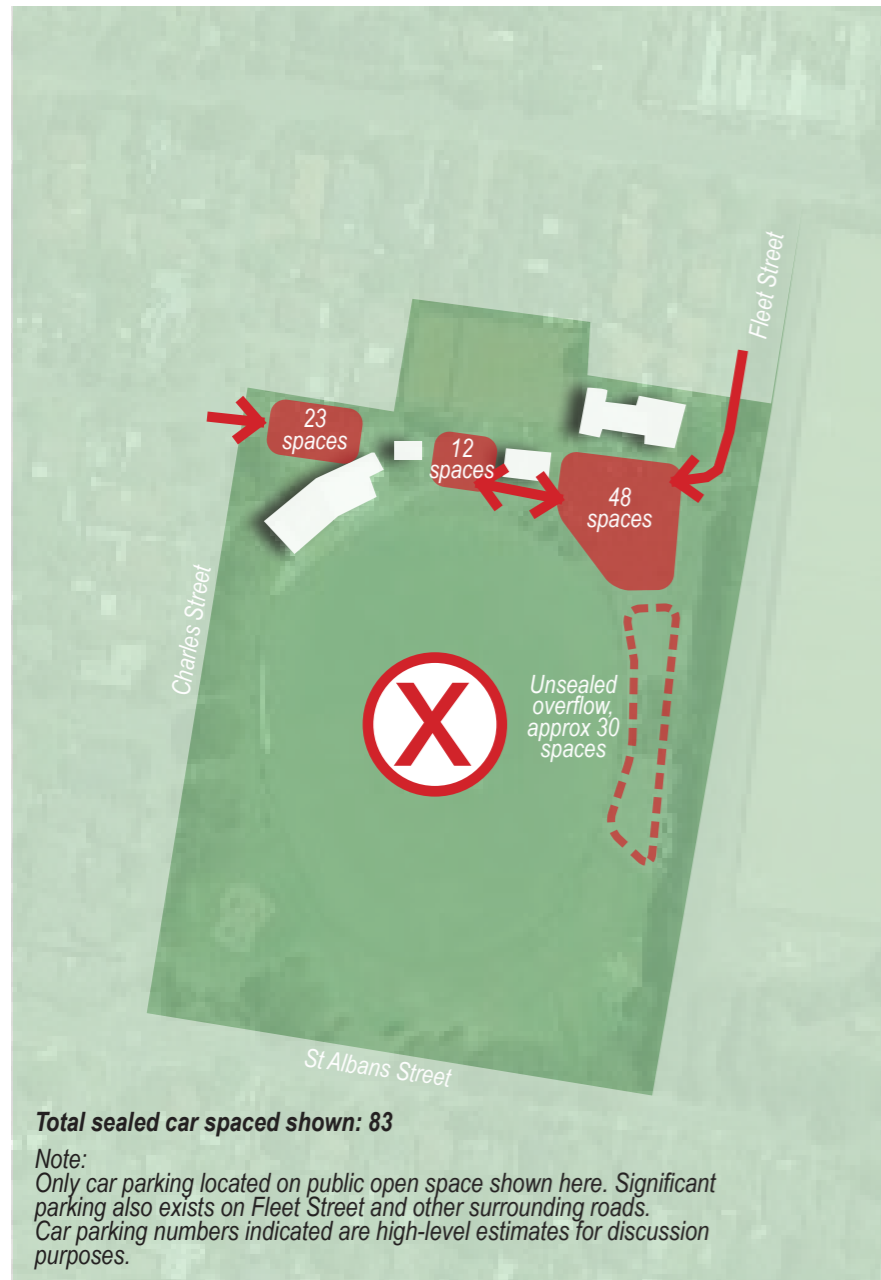 Fleet Street
23
spaces
12
spaces
48
spaces
Charles Street
X
Unsealed
overflow,
approx 30
spaces
St Albans Street
Total sealed car spaced shown: 83
Note:
Only car parking located on public open space shown here. Significant
parking also exists on Fleet Street and other surrounding roads.
Car parking numbers indicated are high-level estimates for discussion
purposes.